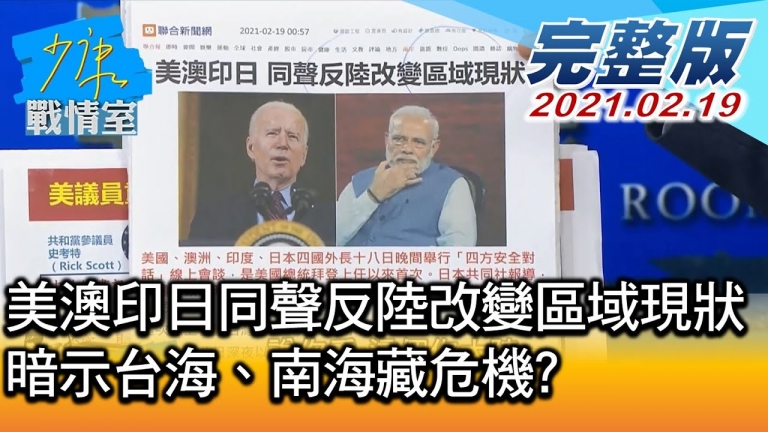 聯合新聞網
2021-02-19 00:57
美澳印日 同聲反陸改變區域現狀
完整版
2021.02.19
少康
戰情室
美議員
共和黨參議員
史考特
（Rick Scott）
ROO
美國、澳洲、印度、日本四國外長十八日晚間舉行「四方安全對
話」線上會談，是美國總統拜登上任以來首次。日本共同社報導，
美澳印日同聲反陸改變區域現狀
暗示台海、南海藏危機?